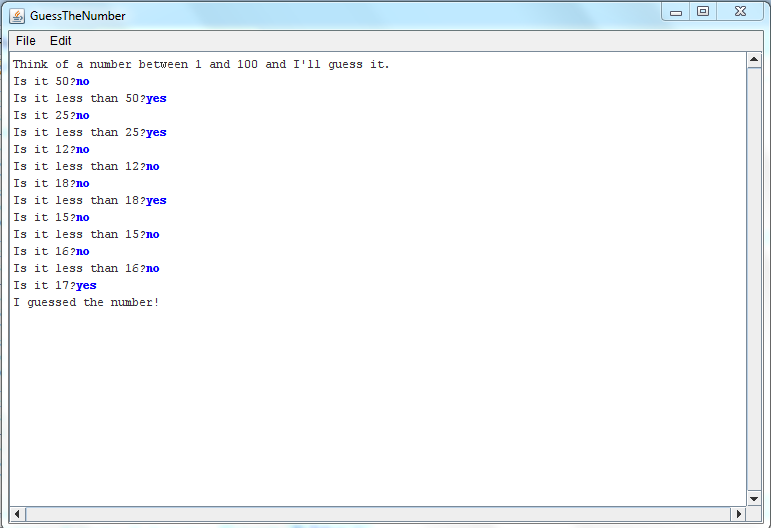 GuessTheNumber
File Edit
Think of a number between 1 and 100 and I'll guess it.
Is it 50?no
Is it less than 50?yes
Is it 25?no
Is it less than 25?yes
Is it 12?no
Is it less than 12?no
Is it 18?no
Is it less than 18?yes
Is it 15?no
Is it less than 15?no
Is it 16?no
Is it less than 16?no
Is it 17?yes
I guessed the number!